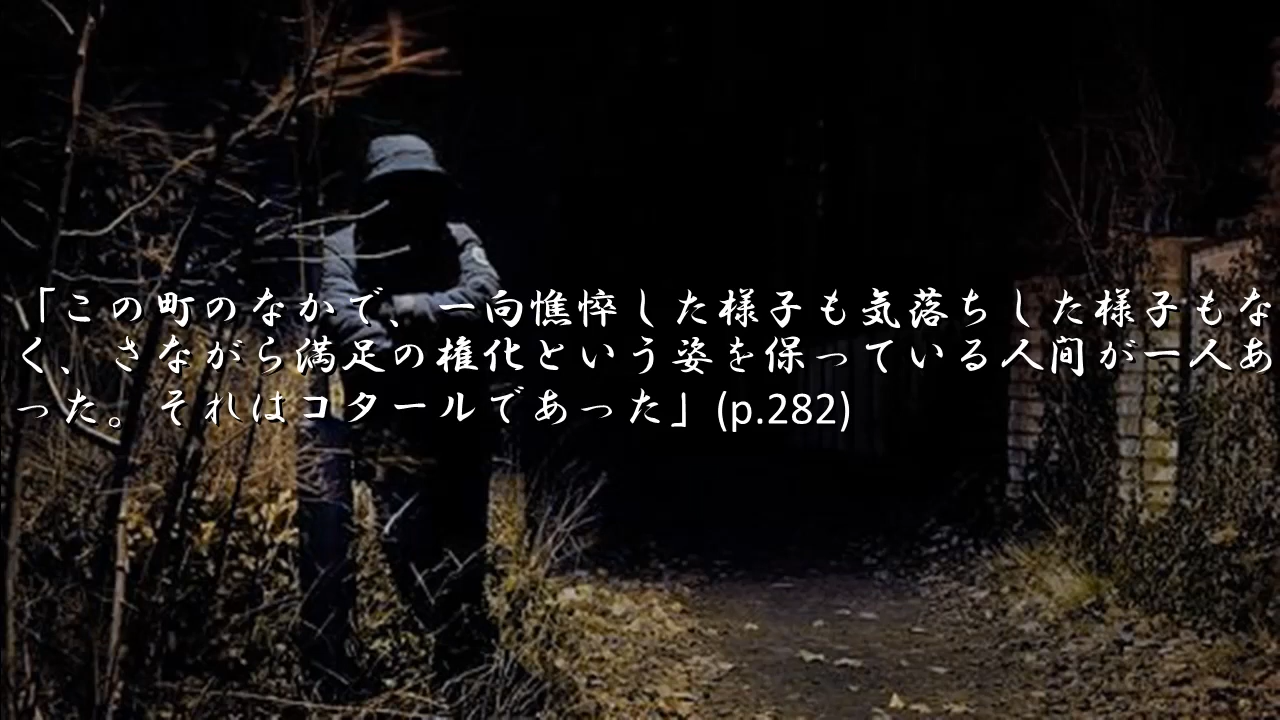 「この町のなかで、一向憔悴した様子も気落ちした様子もな
く、さながら満足の権化という姿を保っている人間が一人あ
った。それはコタールであった」(p.282)